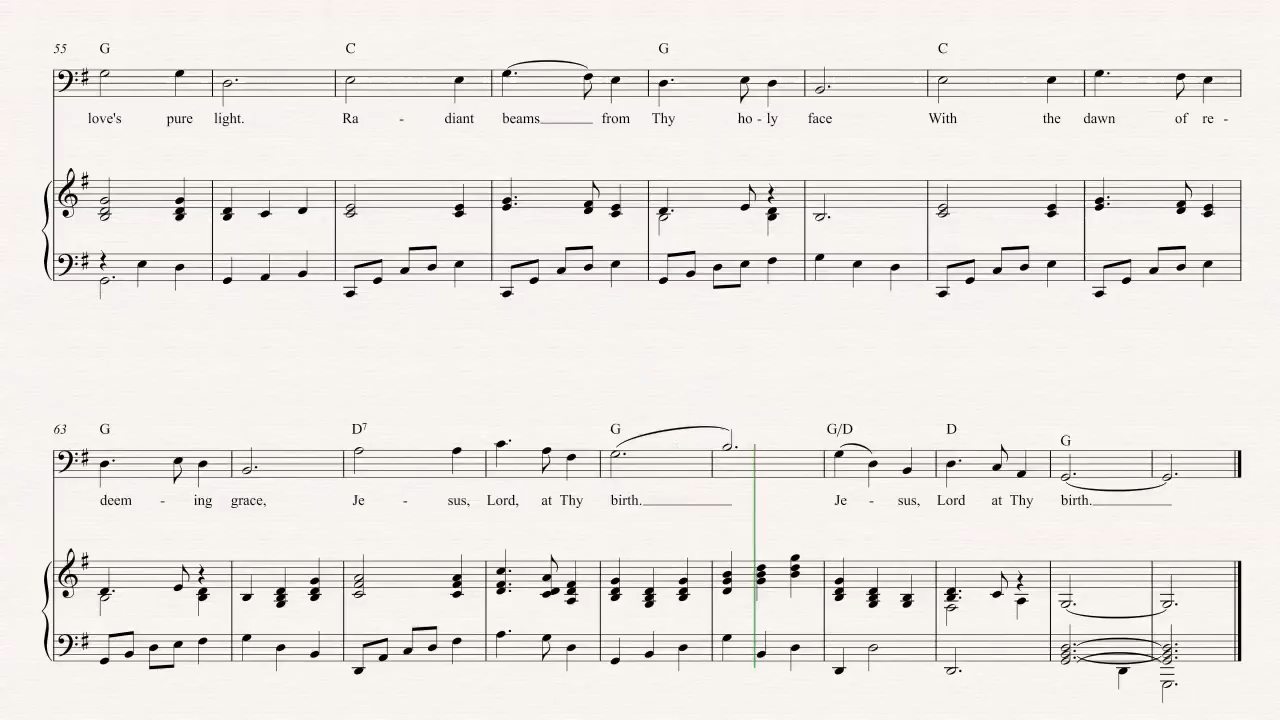 55 G C G C
love's pure light. Ra - diant beams from Thy ho - ly face With the dawn of re -
63 G D7 G G/D D G
deem - ing grace, Je - sus, Lord, at Thy birth. Je - sus, Lord at Thy birth.